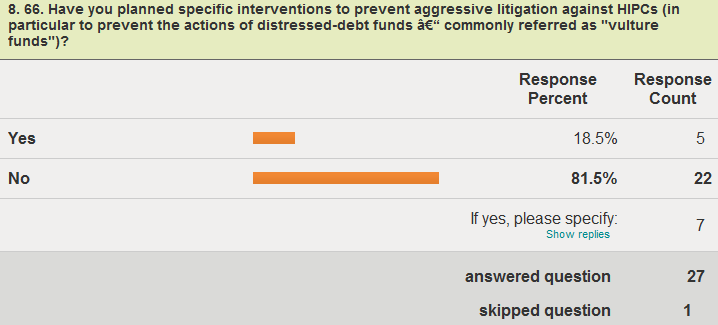 8. 66. Have you planned specific interventions to prevent aggressive litigation against HIPCs (in
particular to prevent the actions of distressed-debt funds â€“ commonly referred as "vulture
funds")?
Response Percent
Response Count
Yes 18.5% 5
No 81.5% 22
If yes, please specify: 7
Show replies
answered question 27
skipped question 1